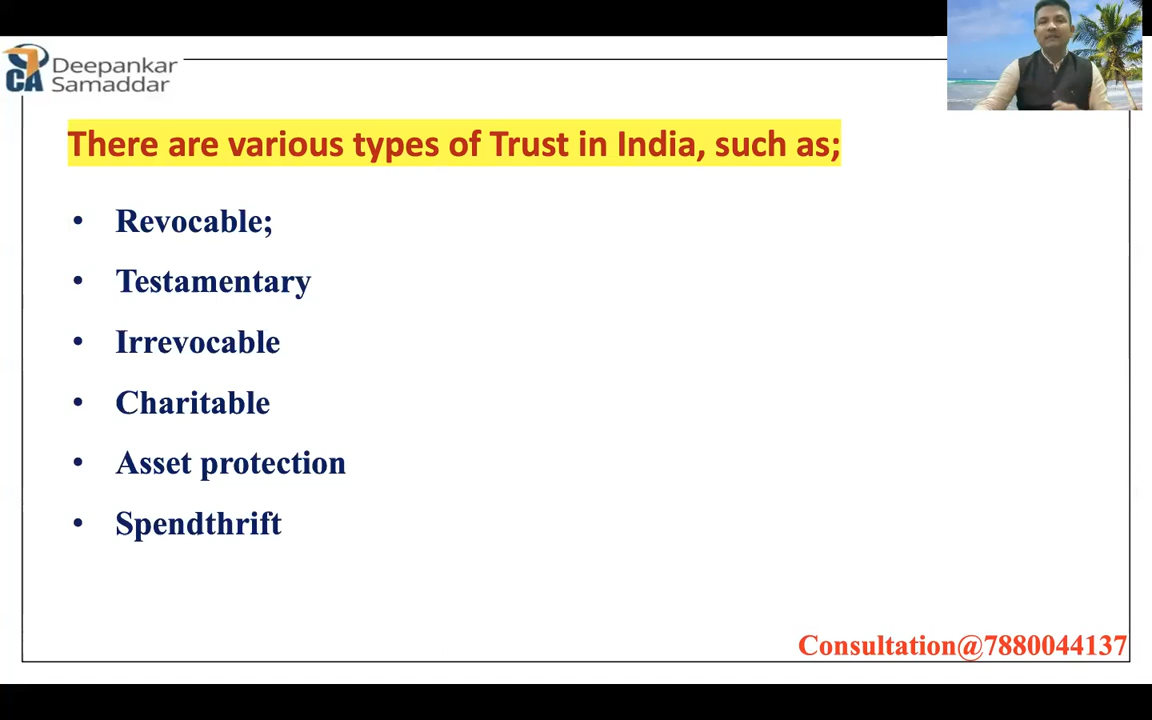 CA
Deepankar
Samaddar
There are various types of Trust in India, such as;
• Revocable;
• Testamentary
• Irrevocable
• Charitable
• Asset protection
• Spendthrift
Consultation@7880044137